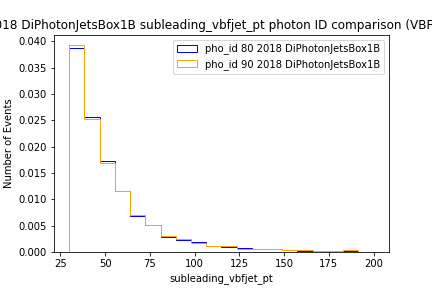 018 DiPhotonJetsBox1B subleading_vbfjet_pt photon ID comparison (VBF
0.040
0.035
0.030
0.025
0.020
0.015
0.010
0.005
0.000
Number of Events
pho_id 80 2018 DiPhotonJetsBox1B
pho_id 90 2018 DiPhotonJetsBox1B
25 50 75 100 125 150 175 200
subleading_vbfjet_pt